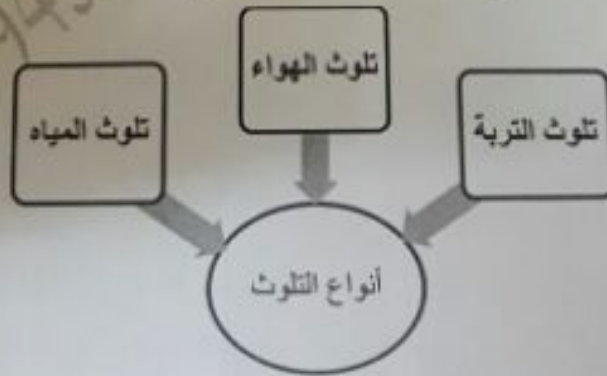 تلوث الهواء
تلوث التربة
تلوث المياه
أنواع التلوث